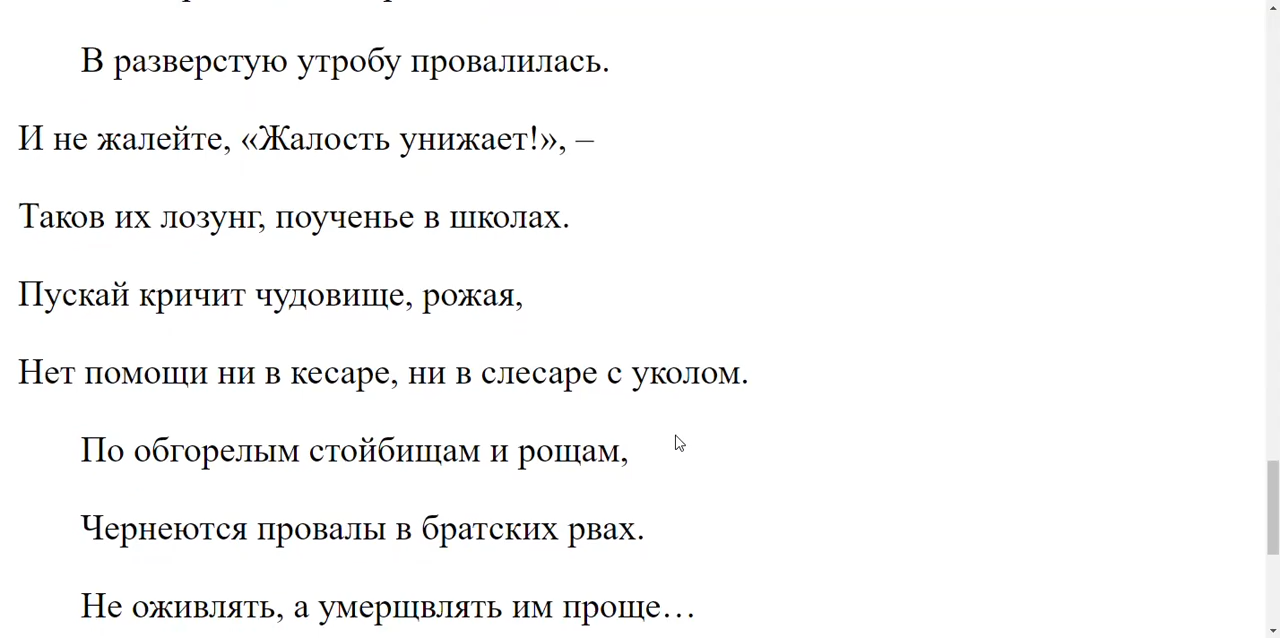 В разверстую утробу провалилась.
И не жалейте, «Жалость унижает!», –
Таков их лозунг, поученье в школах.
Пускай кричит чудовище, рожая,
Нет помощи ни в кесаре, ни в слесаре с уколом.
По обгорелым стойбищам и рощам,
Чернеются провалы в братских рвах.
Не оживлять, а умерщвлять им проще…